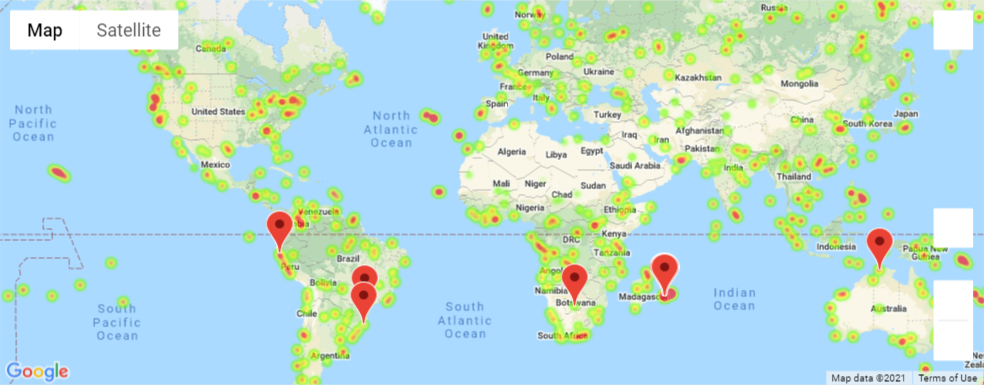 Map
Satellite
Norway
Russia
Canada
United
Kingdom
Poland
Germany
Ukraine
Kazakhstan
Mongolia
France
North
Pacific
Ocean
United States
North
Atlantic
Ocean
Spain
Italy
Turkey
China
South Korea
Japan
Iraq
Iran
Afghanistan
Pakistan
Algeria
Libya
Egypt
Saudi Arabia
India
Thailand
Mexico
Mali
Niger
Chad
Sudan
Nigeria
Ethiopia
Venezuela
DRC
Kenya
Tanzania
Indonesia
Papua New
Guinea
Brazil
Peru
Bolivia
Namibia
Botswana
Madagasc
South
Pacific
Ocean
Chile
South
Atlantic
Ocean
Indian
Ocean
Australia
South Africa
Argentina
Google
Map data ©2021
Terms of Use